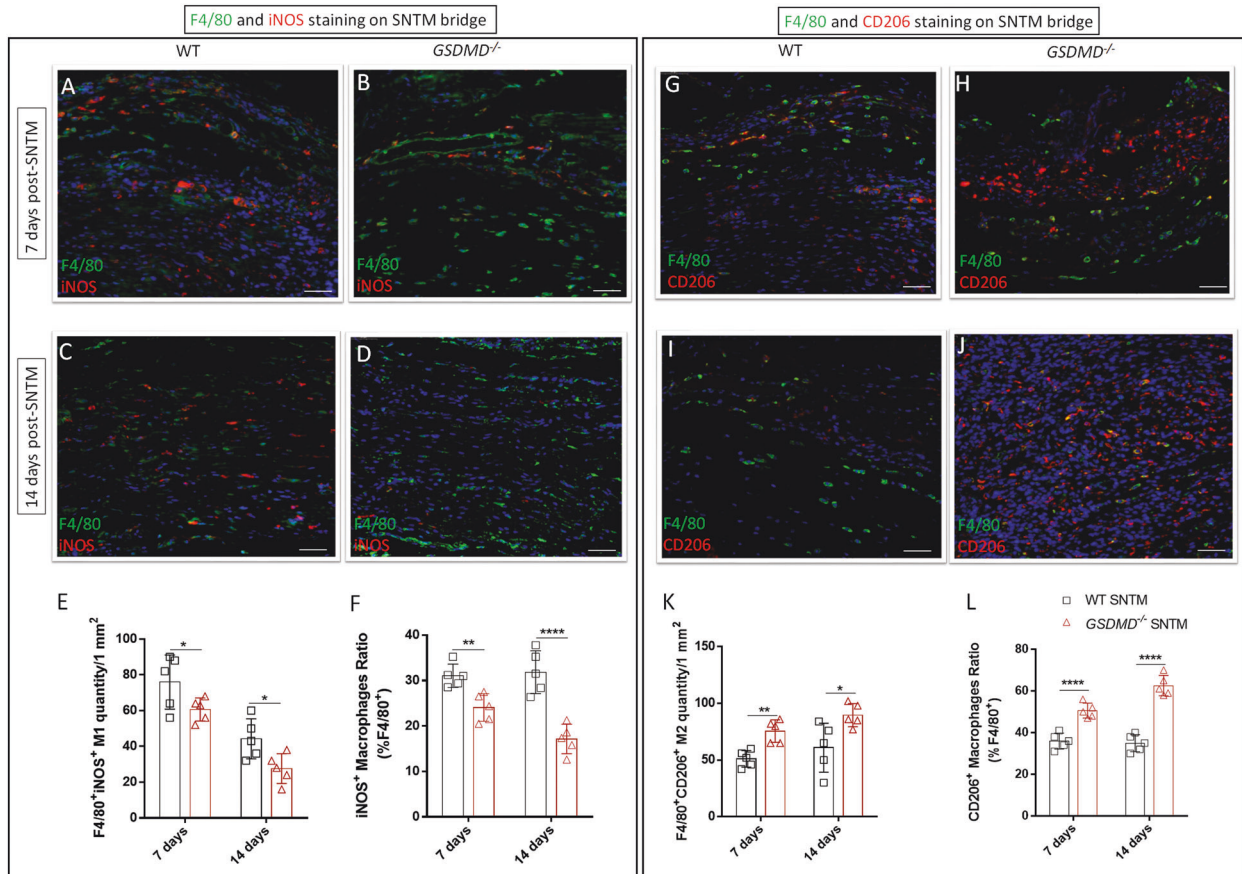 F4/80 and iNOS staining on SNTM bridge
WT
GSDMD-/-
7 days post-SNTM
A
F4/80
iNOS
B
F4/80
iNOS
14 days post-SNTM
C
F4/80
iNOS
D
F4/80
iNOS
E
F4/80+iNOS+ M1 quantity/1 mm²
100
80
60
40
20
0
*
*
7 days
14 days
F
iNOS+ Macrophages Ratio
(%F4/80+)
40
30
20
10
0
**
****
7 days
14 days
F4/80 and CD206 staining on SNTM bridge
WT
GSDMD-/-
G
F4/80
CD206
H
F4/80
CD206
I
F4/80
CD206
J
F4/80
CD206
K
F4/80+CD206+ M2 quantity/1 mm²
150
100
50
0
**
*
7 days
14 days
L
WT SNTM
GSDMD-/- SNTM
CD206+ Macrophages Ratio
(% F4/80+)
80
60
40
20
0
****
****
7 days
14 days